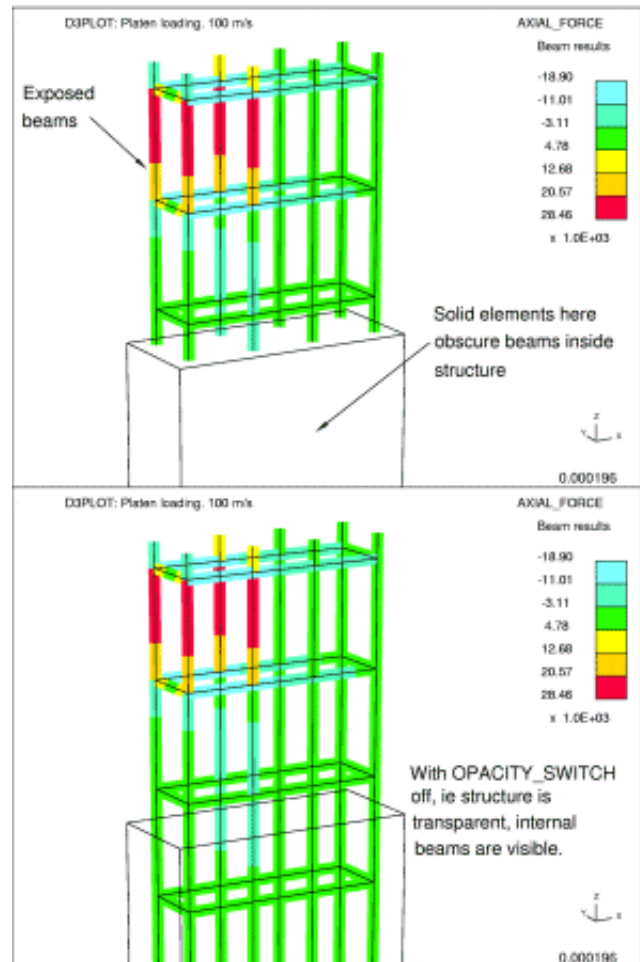 D3PLOT: Platen loading. 100 m/s
AXIAL_FORCE
Beam results
-18.90
-11.01
-3.11
4.78
12.68
20.57
28.46
x 1.0E+03
Exposed
beams
Solid elements here
obscure beams inside
structure
Z
Y
X
0.000196
D3PLOT: Platen loading. 100 m/s
AXIAL_FORCE
Beam results
-18.90
-11.01
-3.11
4.78
12.68
20.57
28.46
x 1.0E+03
With OPACITY_SWITCH
off, ie structure is
transparent, internal
beams are visible.
Z
Y
X
0.000196